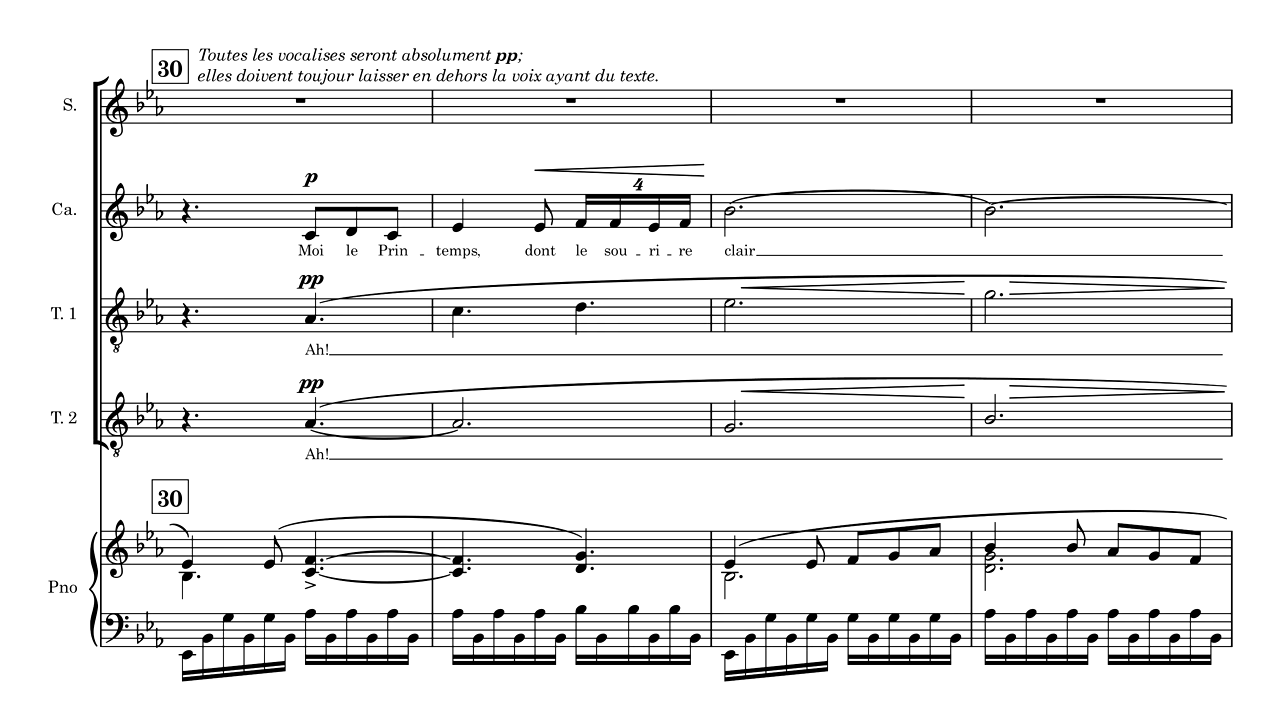 30
Toutes les vocalises seront absolument pp;
elles doivent toujour laisser en dehors la voix ayant du texte.
S.
p
4
Ca.
Moi le Prin - temps, dont le sou - ri - re clair
pp
T. 1
8
Ah!
pp
T. 2
8
Ah!
30
Pno